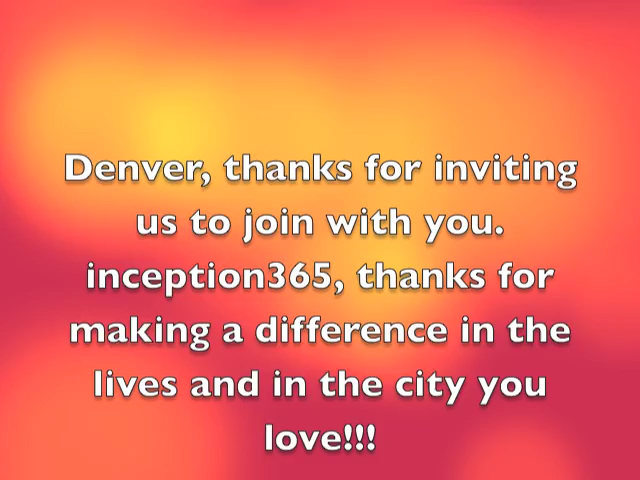 Denver, thanks for inviting
us to join with you.
inception365, thanks for
making a difference in the
lives and in the city you
love!!!